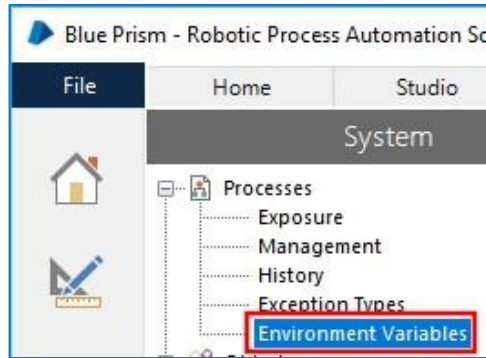 Blue Prism - Robotic Process Automation So
File Home Studio
System
Processes
Exposure
Management
History
Exception Types
Environment Variables